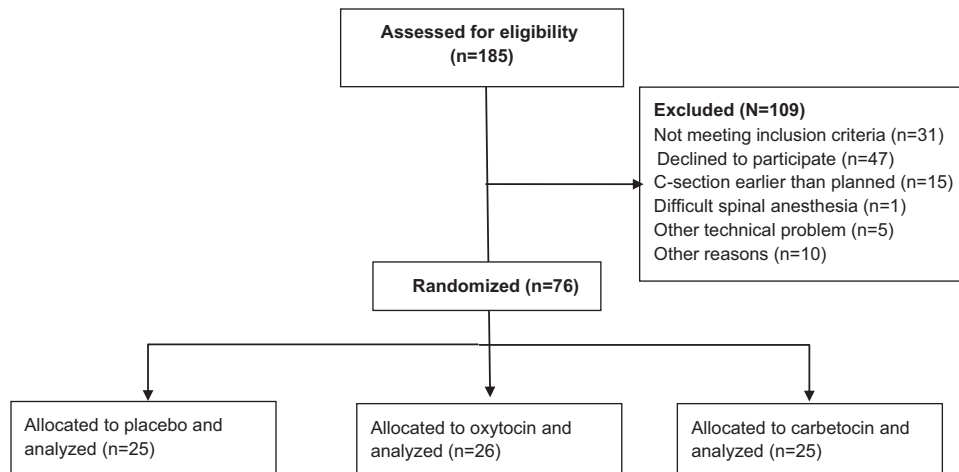 Assessed for eligibility
(n=185)
Excluded (N=109)
Not meeting inclusion criteria (n=31)
Declined to participate (n=47)
C-section earlier than planned (n=15)
Difficult spinal anesthesia (n=1)
Other technical problem (n=5)
Other reasons (n=10)
Randomized (n=76)
Allocated to placebo and
analyzed (n=25)
Allocated to oxytocin and analyzed
(n=26)
Allocated to carbetocin and
analyzed (n=25)